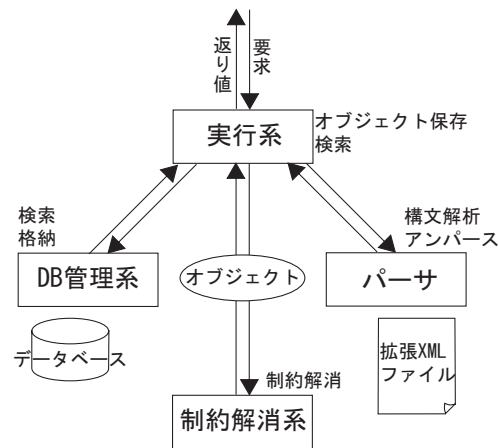 返り値
要求
実行系
オブジェクト保存
検索
検索
格納
構文解析
アンパース
DB管理系
オブジェクト
パーサ
データベース
拡張XML
ファイル
制約解消
制約解消系